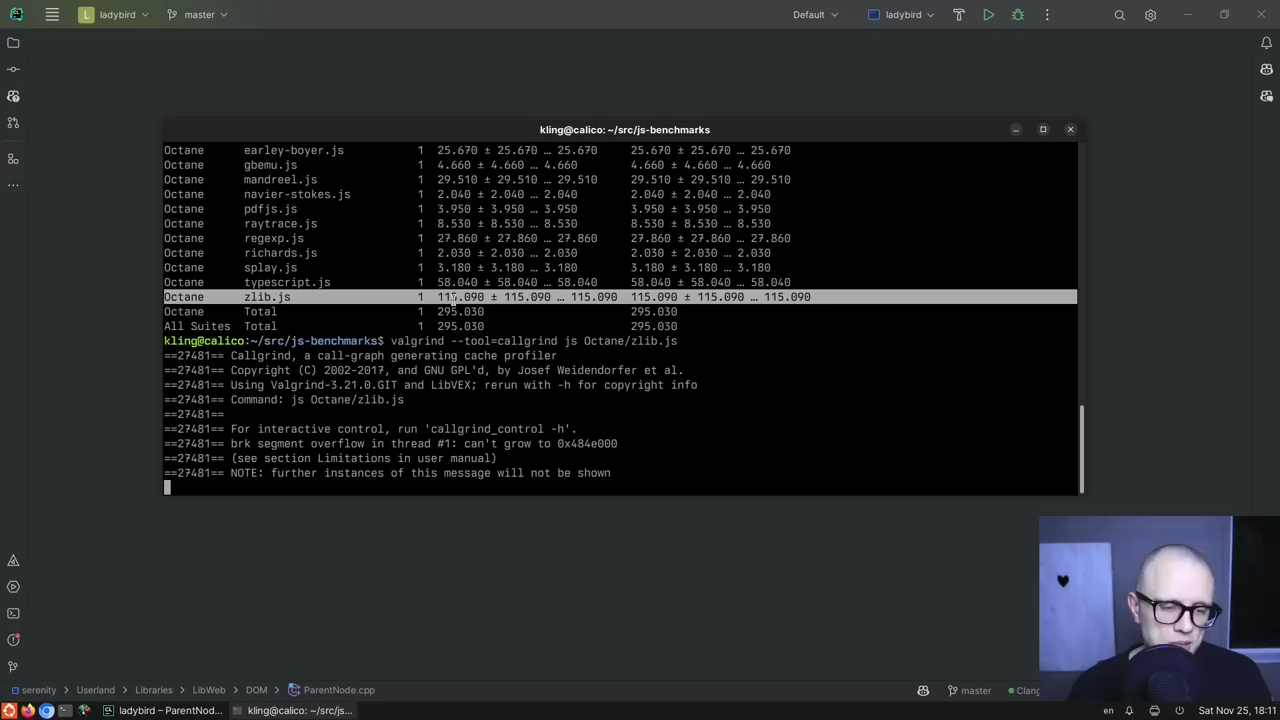 L ladybird
master
Default
ladybird
kling@calico: ~/src/js-benchmarks
Octane earley-boyer.js 1 25.670 ± 25.670 … 25.670 25.670 ± 25.670 … 25.670
Octane gbemu.js 1 4.660 ± 4.660 … 4.660 4.660 ± 4.660 … 4.660
Octane mandreel.js 1 29.510 ± 29.510 … 29.510 29.510 ± 29.510 … 29.510
Octane navier-stokes.js 1 2.040 ± 2.040 … 2.040 2.040 ± 2.040 … 2.040
Octane pdfjs.js 1 3.950 ± 3.950 … 3.950 3.950 ± 3.950 … 3.950
Octane raytrace.js 1 8.530 ± 8.530 … 8.530 8.530 ± 8.530 … 8.530
Octane regexp.js 1 27.860 ± 27.860 … 27.860 27.860 ± 27.860 … 27.860
Octane richards.js 1 2.030 ± 2.030 … 2.030 2.030 ± 2.030 … 2.030
Octane splay.js 1 3.180 ± 3.180 … 3.180 3.180 ± 3.180 … 3.180
Octane typescript.js 1 58.040 ± 58.040 … 58.040 58.040 ± 58.040 … 58.040
Octane zlib.js 1 115.090 ± 115.090 … 115.090 115.090 ± 115.090 … 115.090
Octane Total 1 295.030 295.030
All Suites Total 1 295.030 295.030
kling@calico:~/src/js-benchmarks$ valgrind --tool=callgrind js Octane/zlib.js
==27481== Callgrind, a call-graph generating cache profiler
==27481== Copyright (C) 2002-2017, and GNU GPL'd, by Josef Weidendorfer et al.
==27481== Using Valgrind-3.21.0.GIT and LibVEX; rerun with -h for copyright info
==27481== Command: js Octane/zlib.js
==27481==
==27481== For interactive control, run 'callgrind_control -h'.
==27481== brk segment overflow in thread #1: can't grow to 0x484e000
==27481== (see section Limitations in user manual)
==27481== NOTE: further instances of this message will not be shown
serenity > Userland > Libraries > LibWeb > DOM > ParentNode.cpp
master
Clang
ladybird – ParentNod...
kling@calico: ~/src/js...
en
Sat Nov 25, 18:11